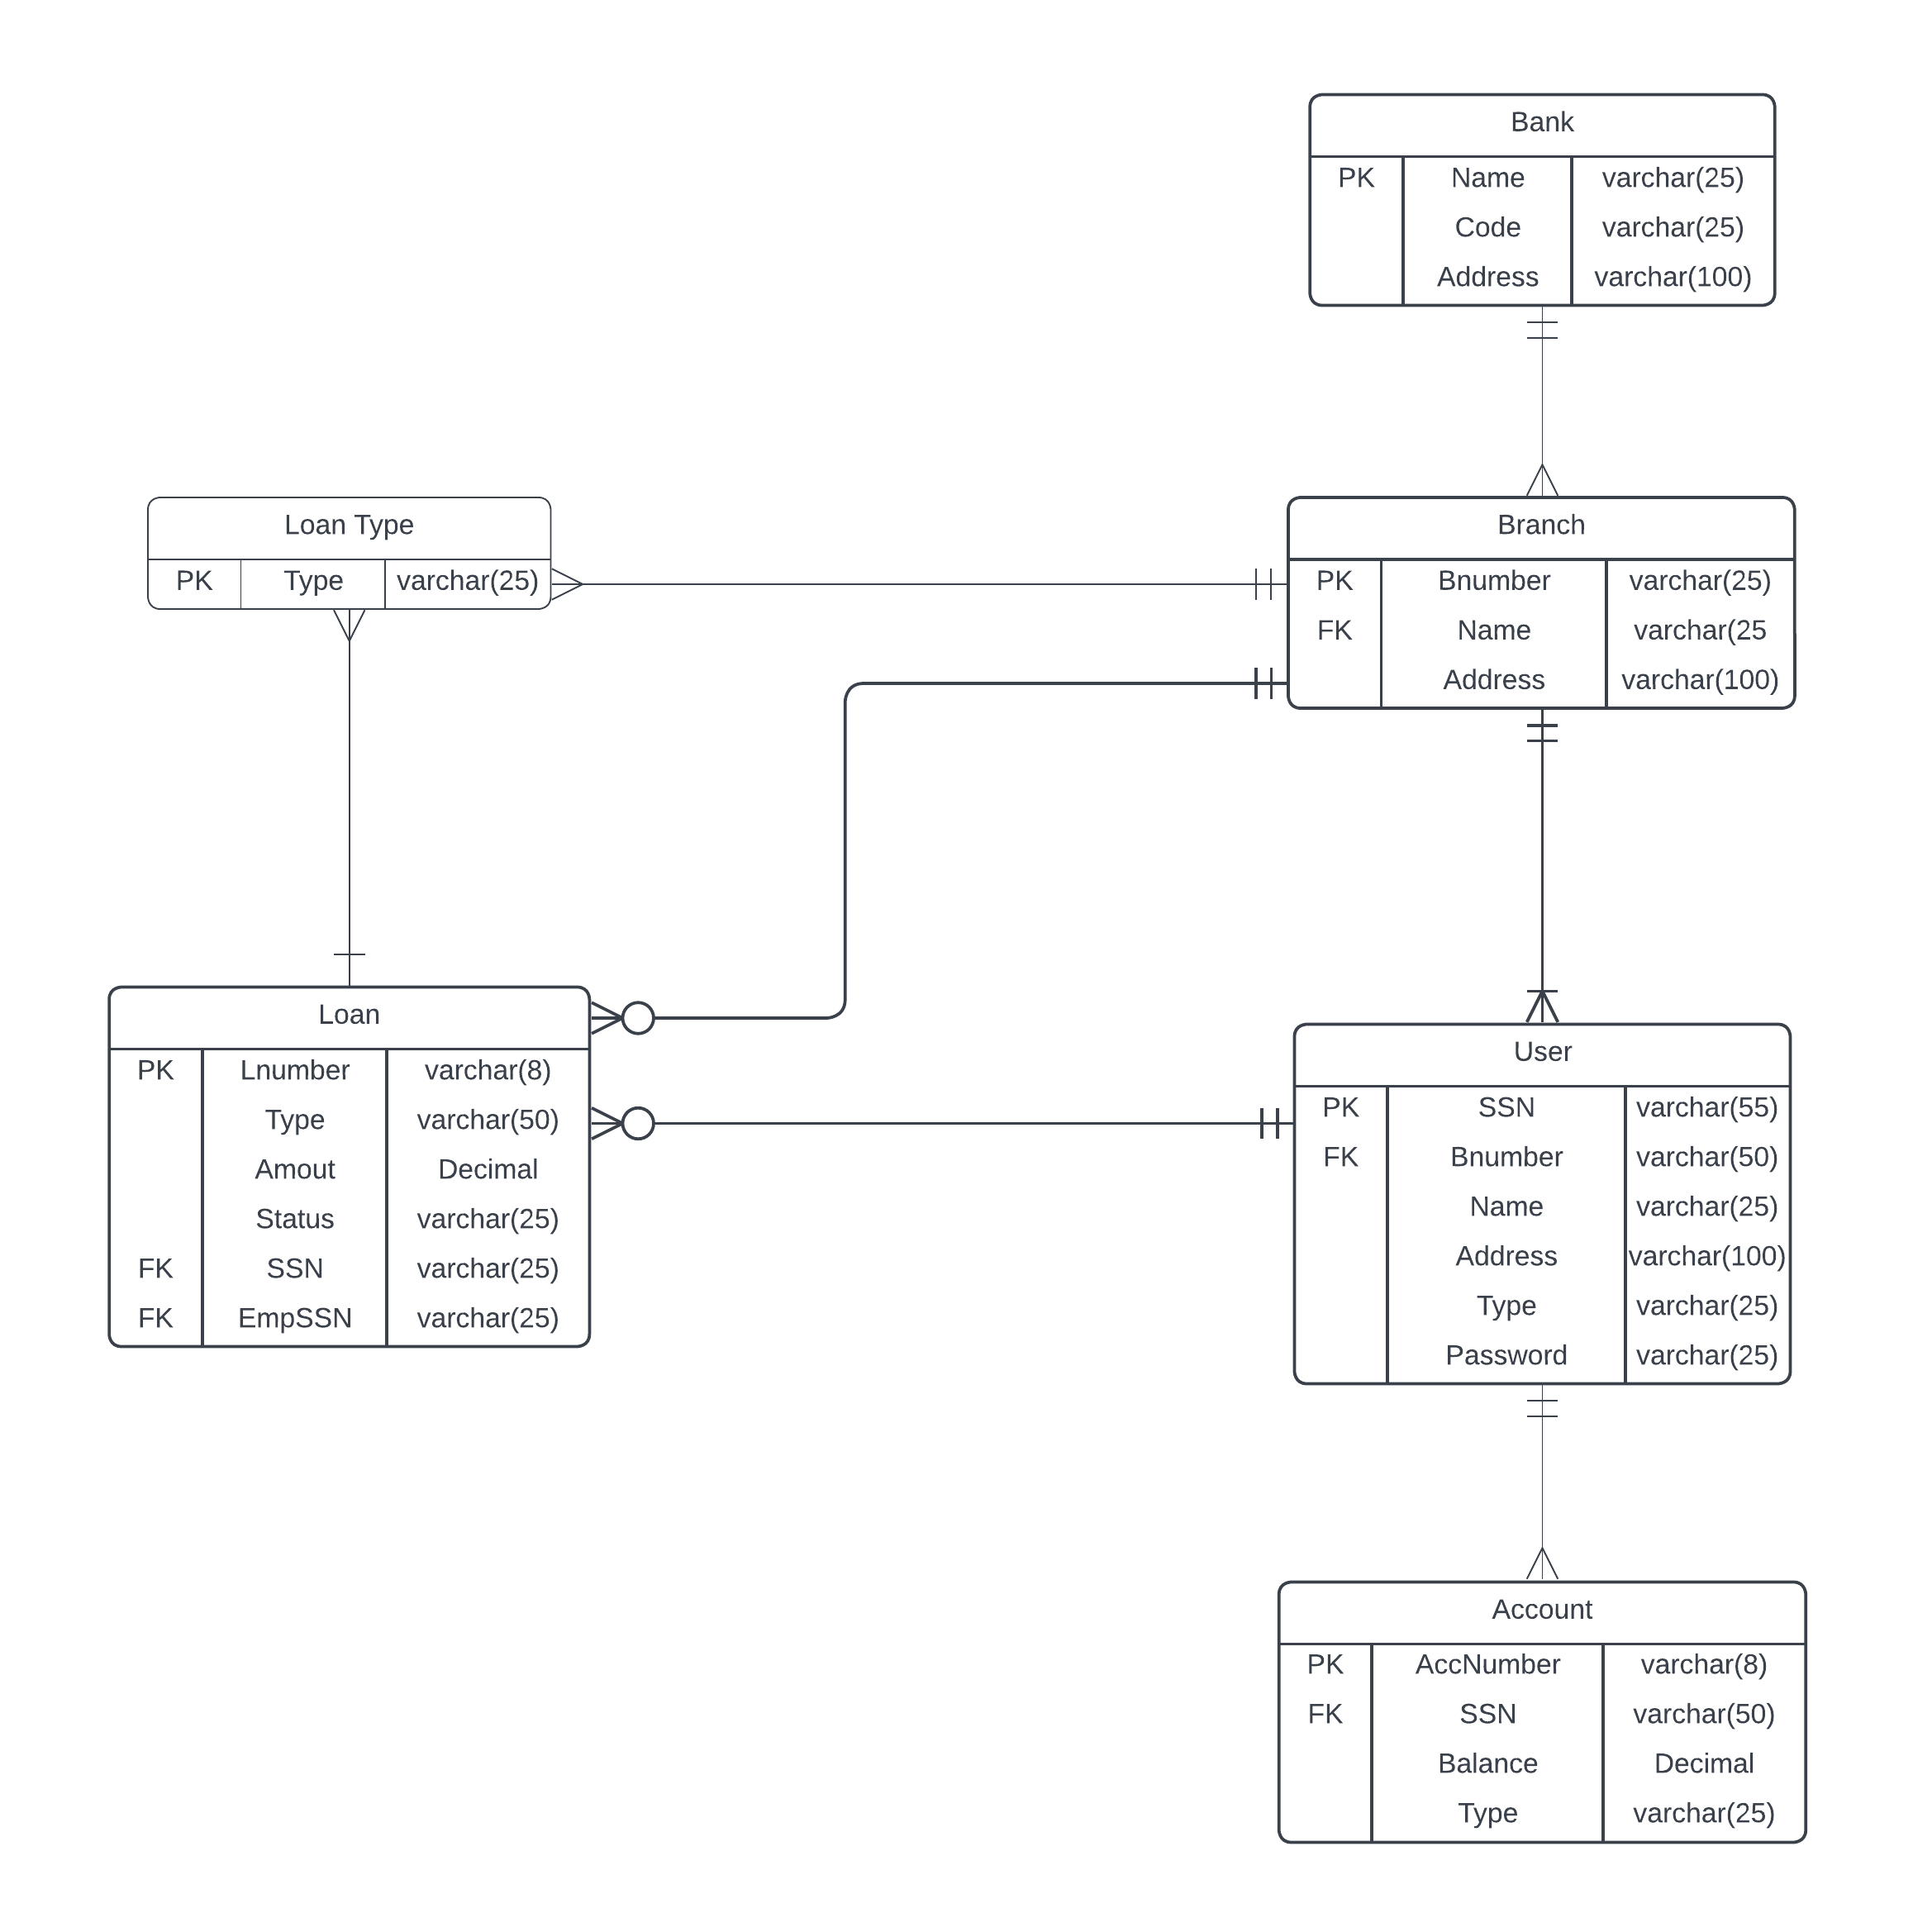 Bank
PK Name varchar(25)
Code varchar(25)
Address varchar(100)
Loan Type
PK Type varchar(25)
Branch
PK Bnumber varchar(25)
FK Name varchar(25
Address varchar(100)
Loan
PK Lnumber varchar(8)
Type varchar(50)
Amout Decimal
Status varchar(25)
FK SSN varchar(25)
FK EmpSSN varchar(25)
User
PK SSN varchar(55)
FK Bnumber varchar(50)
Name varchar(25)
Address varchar(100)
Type varchar(25)
Password varchar(25)
Account
PK AccNumber varchar(8)
FK SSN varchar(50)
Balance Decimal
Type varchar(25)